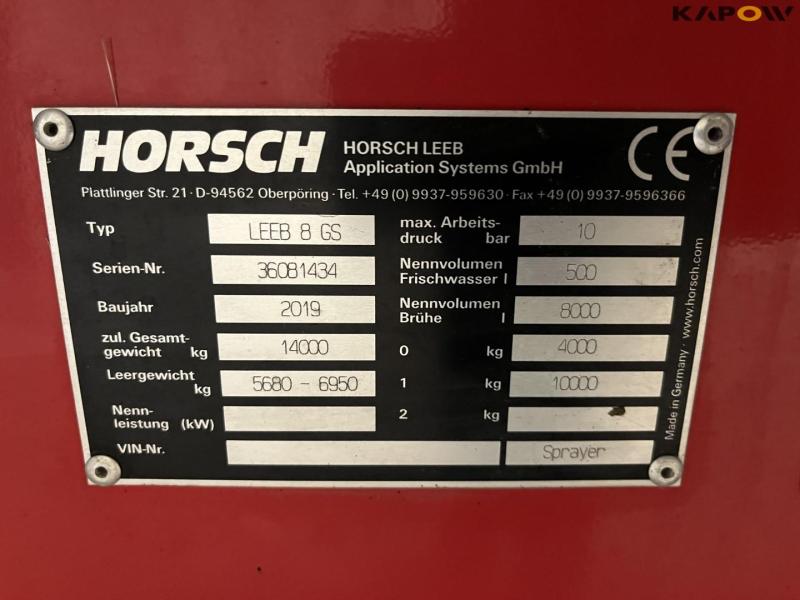 KAPOW
HORSCH
HORSCH LEEB
Application Systems GmbH
CE
Plattlinger Str. 21 · D-94562 Oberpöring · Tel. +49 (0) 9937-959630 · Fax +49 (0) 9937-9596366
Typ LEEB 8 GS
Serien-Nr. 36081434
Baujahr 2019
zul. Gesamt-
gewicht kg 14000
Leergewicht
kg 5680 - 6950
Nenn-
leistung (kW)
VIN-Nr.
max. Arbeits-
druck bar 10
Nennvolumen
Frischwasser l 500
Nennvolumen
Brühe l 8000
0 kg 4000
1 kg 10000
2 kg
Sprayer
Made in Germany · www.horsch.com